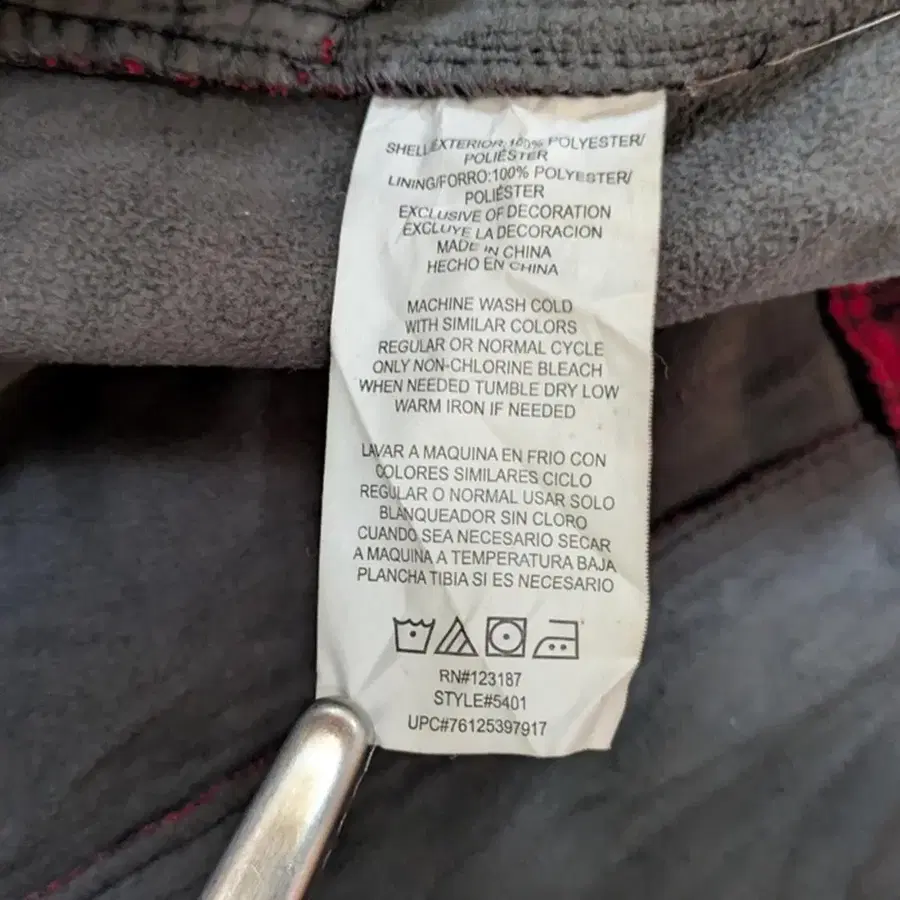 SHELL/EXTERIOR: 100% POLYESTER/
POLIÉSTER
LINING/FORRO:100% POLYESTER/
POLIÉSTER
EXCLUSIVE OF DECORATION
EXCLUYE LA DECORACION
MADE IN CHINA
HECHO EN CHINA
MACHINE WASH COLD
WITH SIMILAR COLORS
REGULAR OR NORMAL CYCLE
ONLY NON-CHLORINE BLEACH
WHEN NEEDED TUMBLE DRY LOW
WARM IRON IF NEEDED
LAVAR A MAQUINA EN FRIO CON
COLORES SIMILARES CICLO
REGULAR O NORMAL USAR SOLO
BLANQUEADOR SIN CLORO
CUANDO SEA NECESARIO SECAR
A MAQUINA A TEMPERATURA BAJA
PLANCHA TIBIA SI ES NECESARIO
RN#123187
STYLE#5401
UPC#76125397917